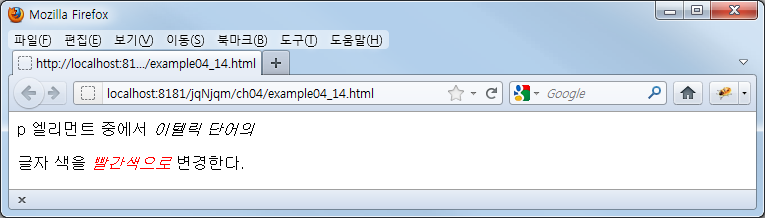 Mozilla Firefox
파일(F) 편집(E) 보기(V) 이동(S) 북마크(B) 도구(T) 도움말(H)
http://localhost:81.../example04_14.html
localhost:8181/jqNjqm/ch04/example04_14.html
Google
p 엘리먼트 중에서 이탤릭 단어의
글자 색을 빨간색으로 변경한다.
x